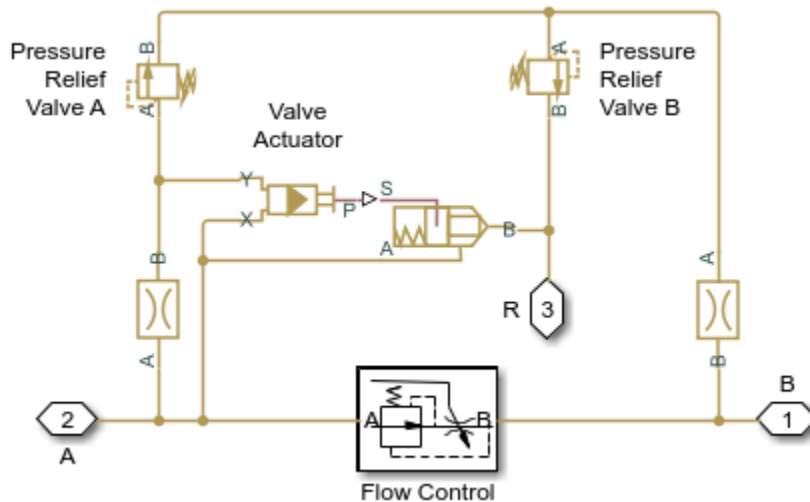 B
A
Pressure
Relief
Valve A
A
B
Pressure
Relief
Valve B
Valve
Actuator
Y
X
P
S
A
B
B
A
R
3
A
B
2
A
A
B
B
1
Flow Control